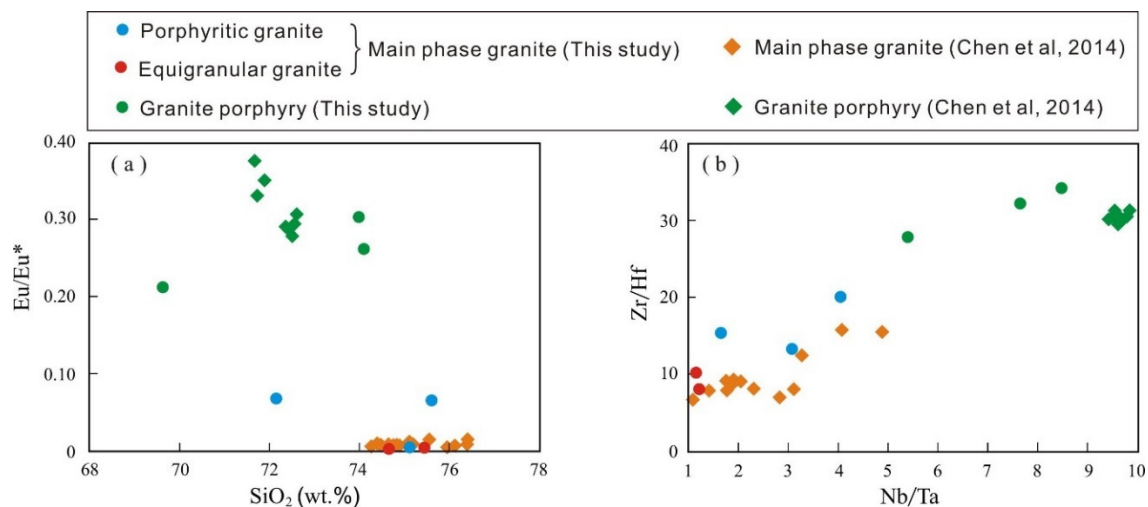 Porphyritic granite
Equigranular granite
Main phase granite (This study)
Granite porphyry (This study)
Main phase granite (Chen et al, 2014)
Granite porphyry (Chen et al, 2014)
( a )
0.40
0.30
0.20
0.10
0
Eu/Eu*
68 70 72 74 76 78
SiO₂ (wt.%)
( b )
40
30
20
10
0
Zr/Hf
1 2 3 4 5 6 7 8 9 10
Nb/Ta